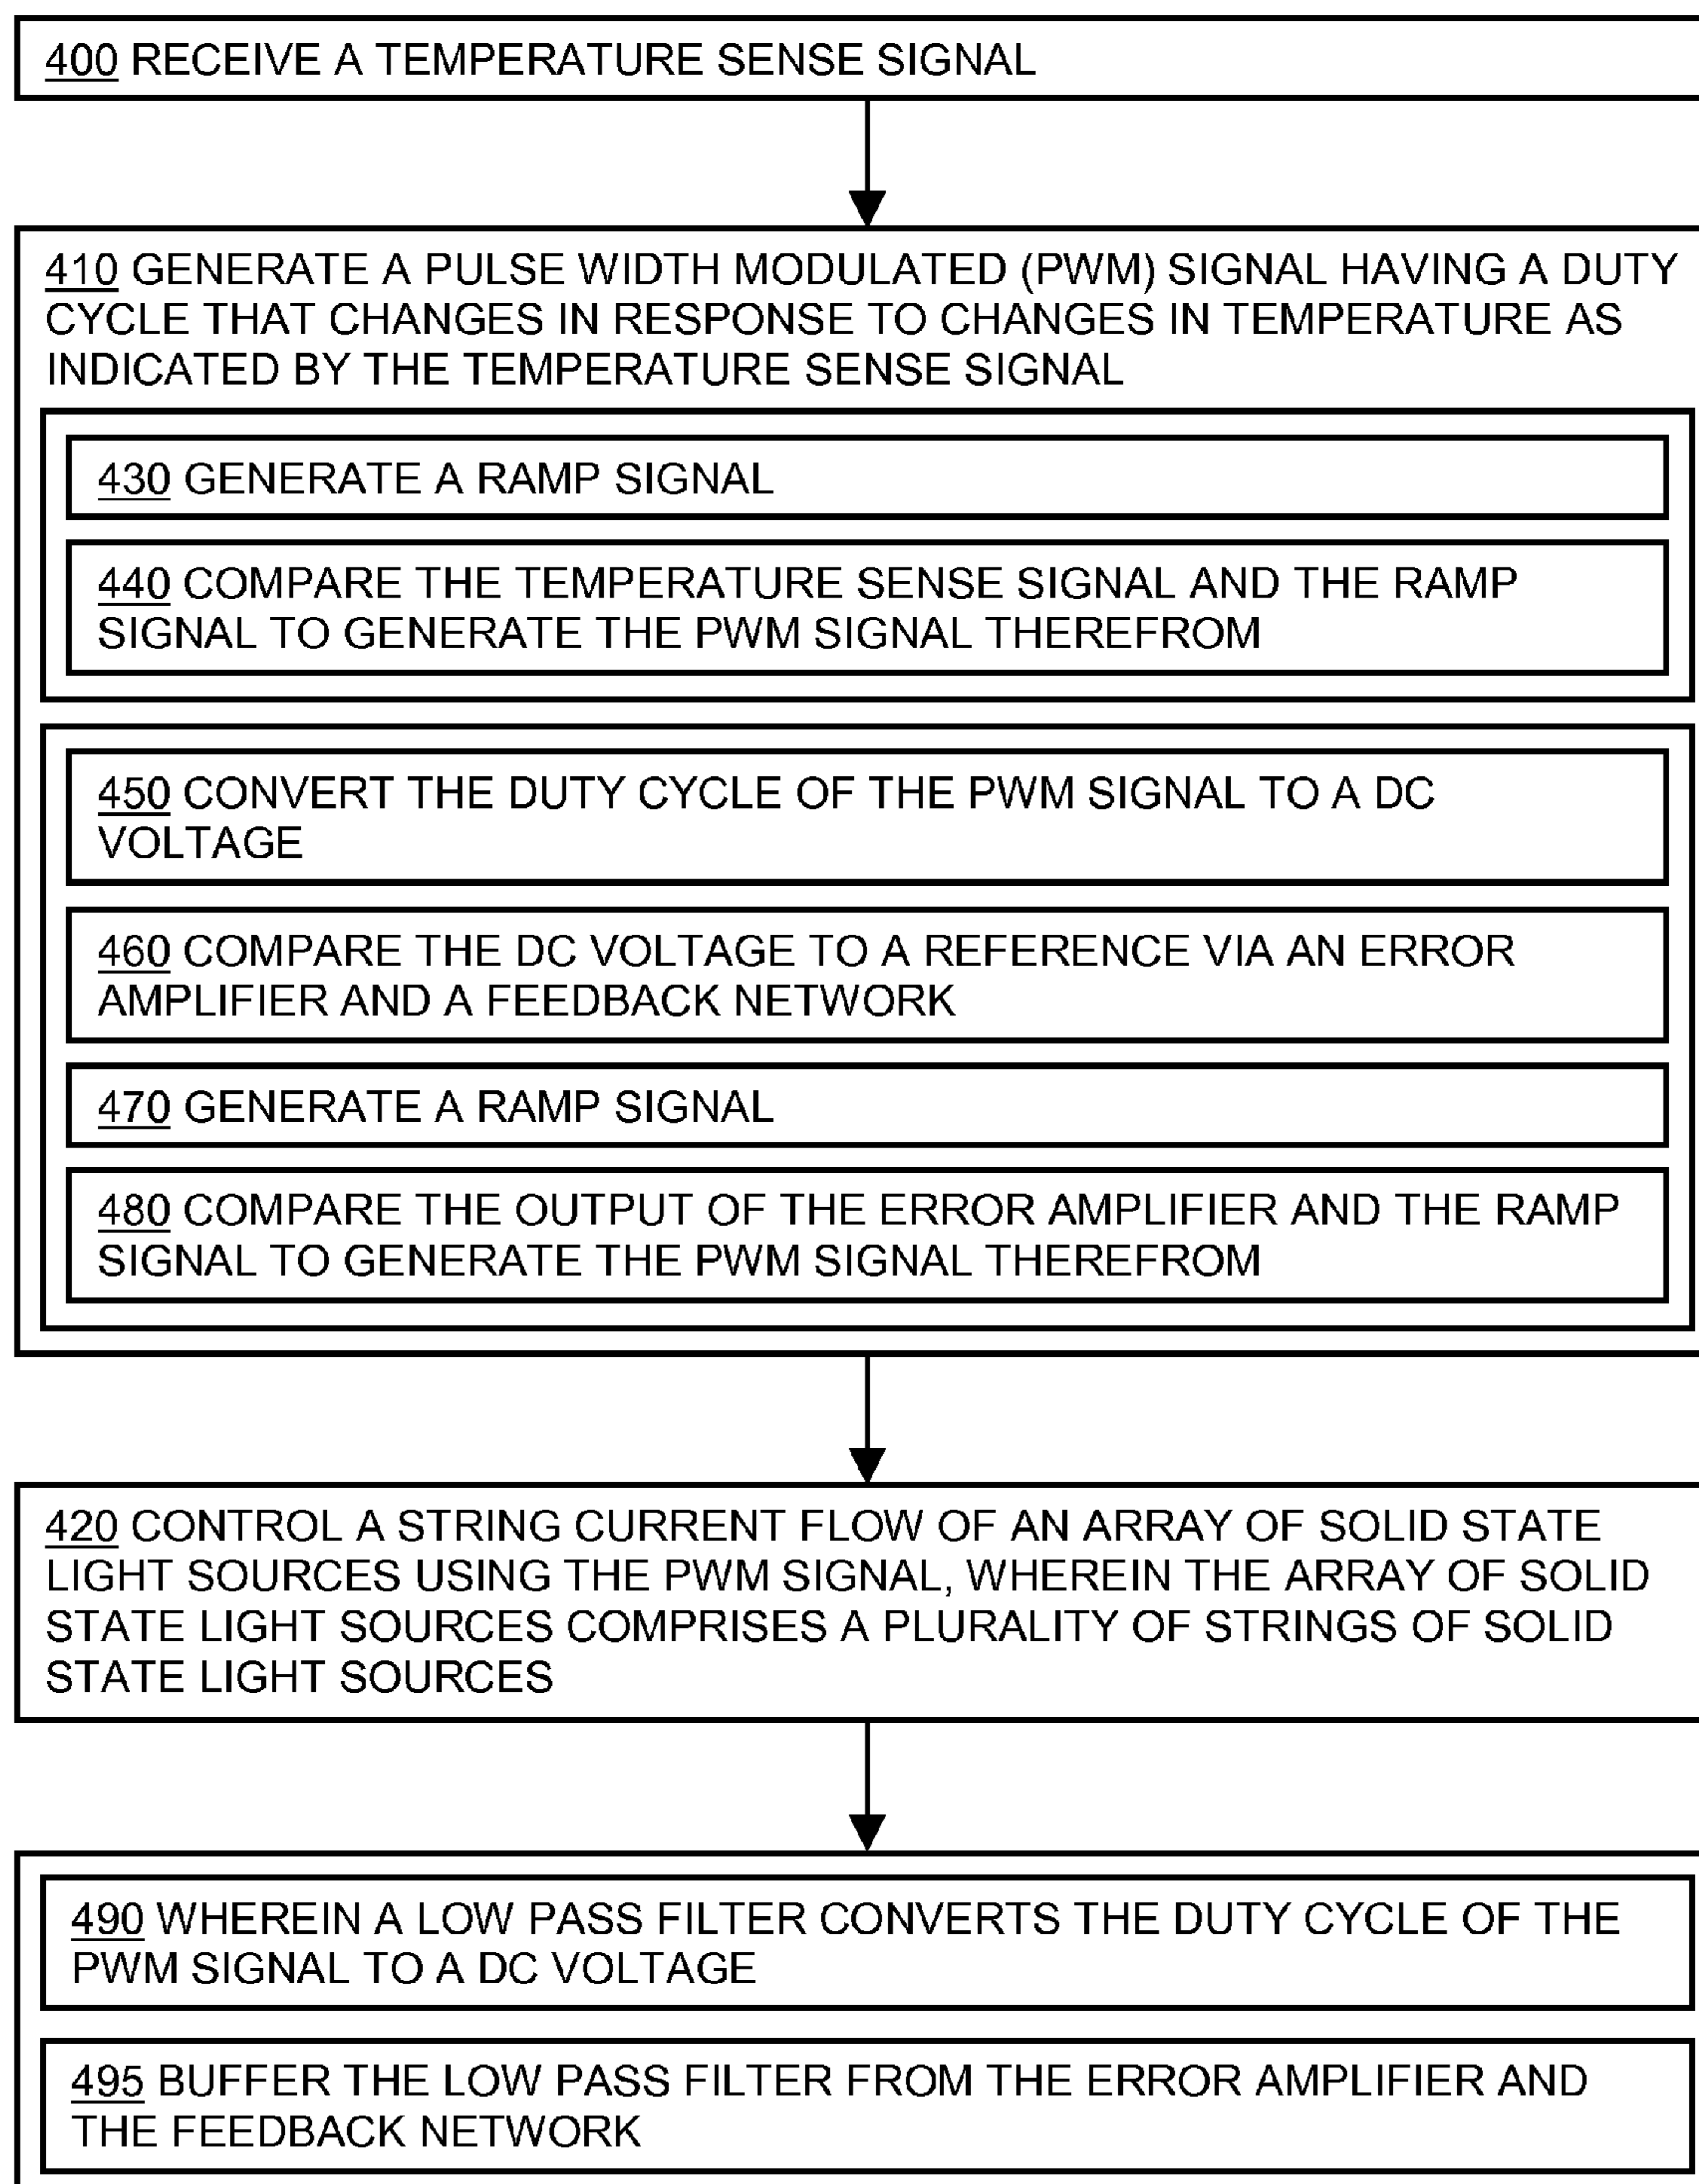 400 RECEIVE A TEMPERATURE SENSE SIGNAL
410 GENERATE A PULSE WIDTH MODULATED (PWM) SIGNAL HAVING A DUTY
CYCLE THAT CHANGES IN RESPONSE TO CHANGES IN TEMPERATURE AS
INDICATED BY THE TEMPERATURE SENSE SIGNAL
430 GENERATE A RAMP SIGNAL
440 COMPARE THE TEMPERATURE SENSE SIGNAL AND THE RAMP
SIGNAL TO GENERATE THE PWM SIGNAL THEREFROM
450 CONVERT THE DUTY CYCLE OF THE PWM SIGNAL TO A DC
VOLTAGE
460 COMPARE THE DC VOLTAGE TO A REFERENCE VIA AN ERROR
AMPLIFIER AND A FEEDBACK NETWORK
470 GENERATE A RAMP SIGNAL
480 COMPARE THE OUTPUT OF THE ERROR AMPLIFIER AND THE RAMP
SIGNAL TO GENERATE THE PWM SIGNAL THEREFROM
420 CONTROL A STRING CURRENT FLOW OF AN ARRAY OF SOLID STATE
LIGHT SOURCES USING THE PWM SIGNAL, WHEREIN THE ARRAY OF SOLID
STATE LIGHT SOURCES COMPRISES A PLURALITY OF STRINGS OF SOLID
STATE LIGHT SOURCES
490 WHEREIN A LOW PASS FILTER CONVERTS THE DUTY CYCLE OF THE
PWM SIGNAL TO A DC VOLTAGE
495 BUFFER THE LOW PASS FILTER FROM THE ERROR AMPLIFIER AND
THE FEEDBACK NETWORK